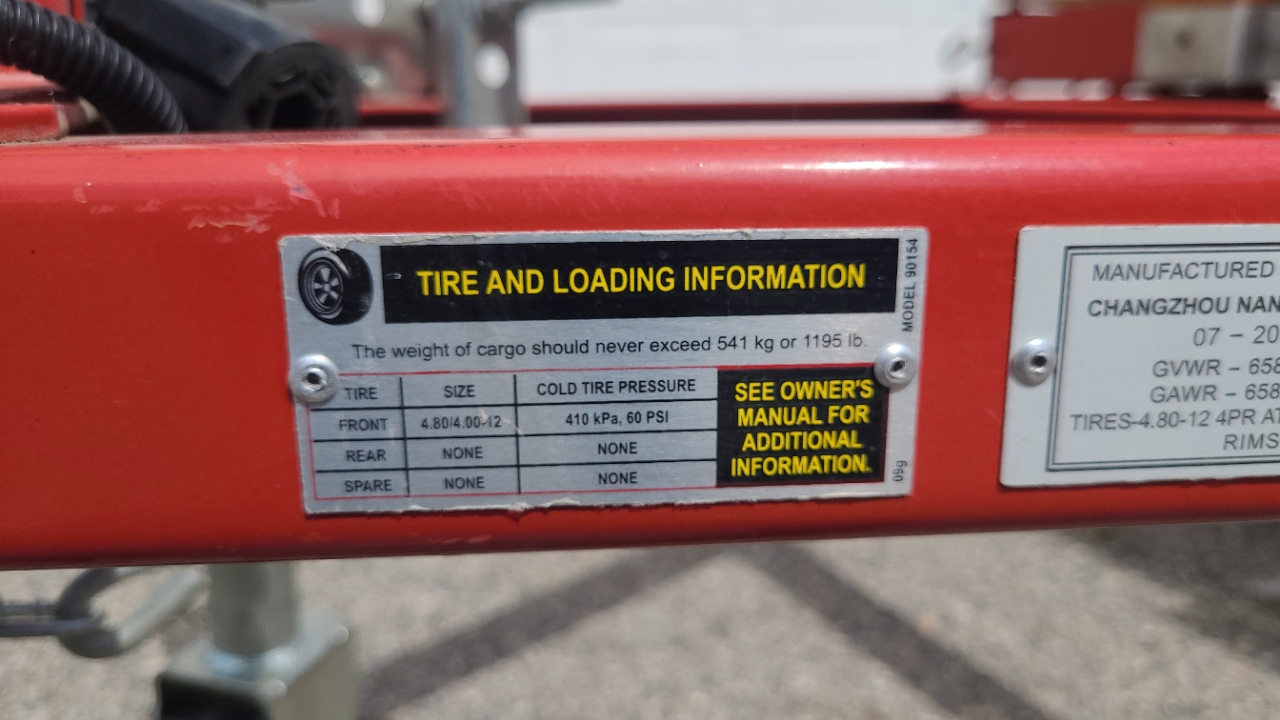 TIRE AND LOADING INFORMATION
MODEL 90154
The weight of cargo should never exceed 541 kg or 1195 lb.
TIRE SIZE COLD TIRE PRESSURE
FRONT 4.80/4.00-12 410 kPa, 60 PSI
REAR NONE NONE
SPARE NONE NONE
SEE OWNER'S
MANUAL FOR
ADDITIONAL
INFORMATION.
09g
MANUFACTURED
CHANGZHOU NAN
07 – 20
GVWR – 658
GAWR – 658
TIRES-4.80-12 4PR A
RIMS